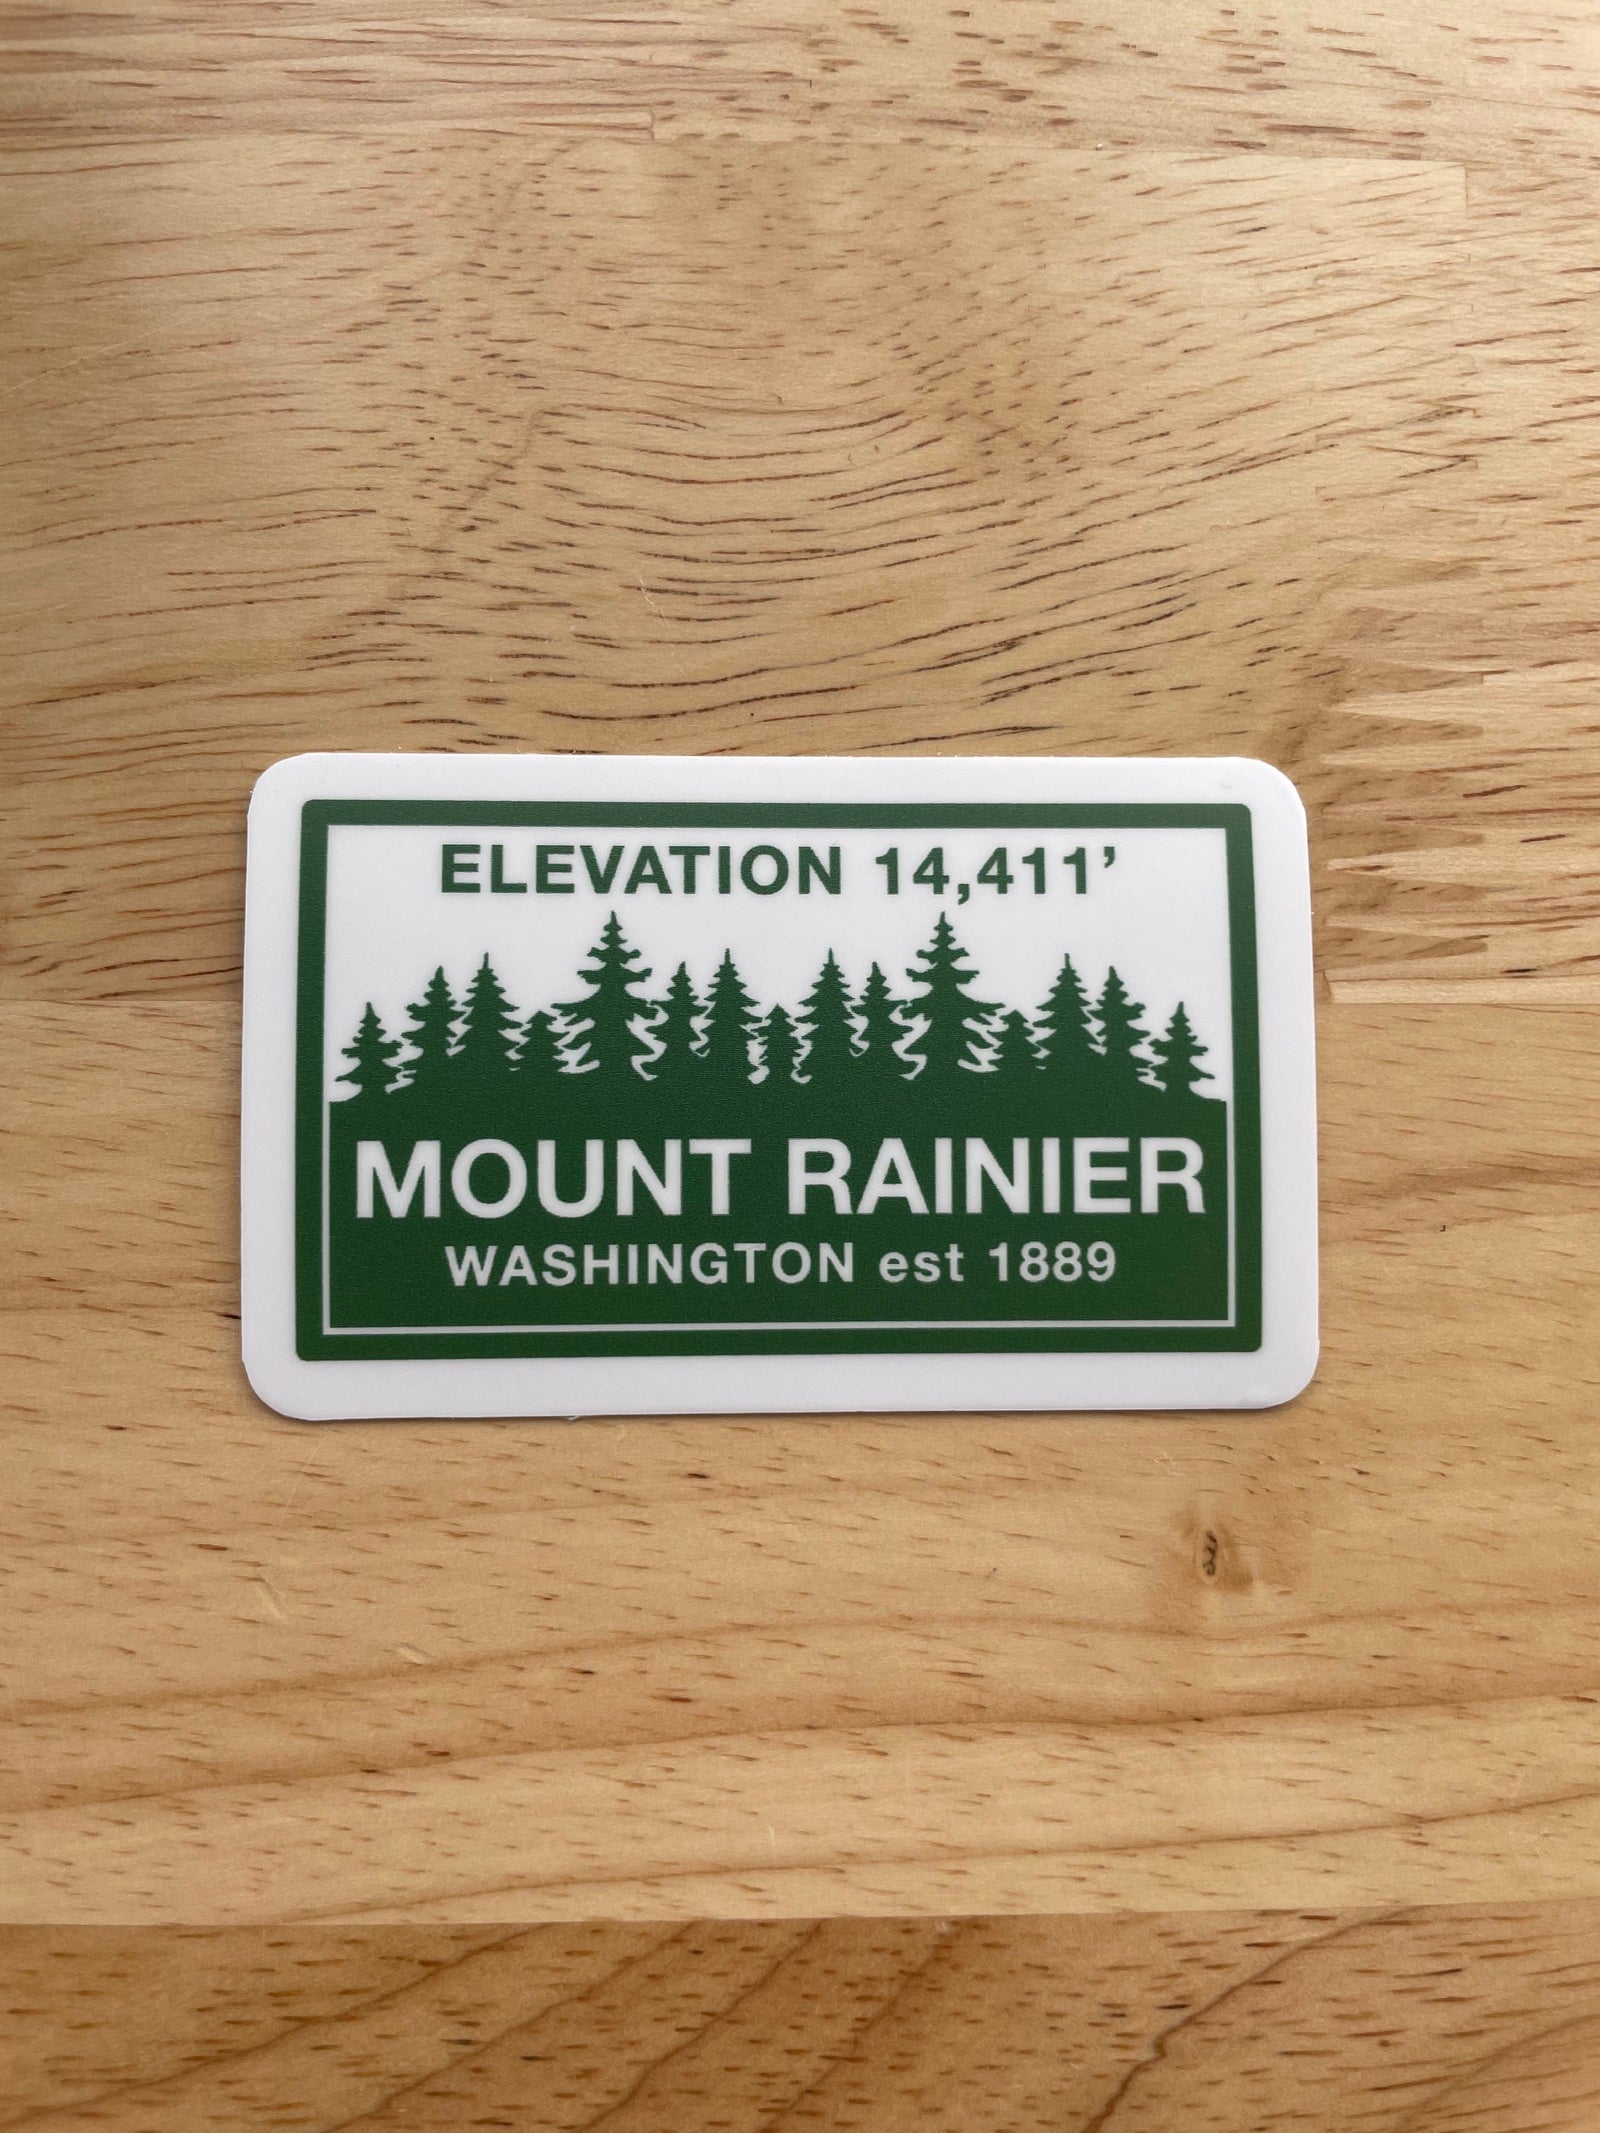 ELEVATION 14,411’
MOUNT RAINIER
WASHINGTON est 1889